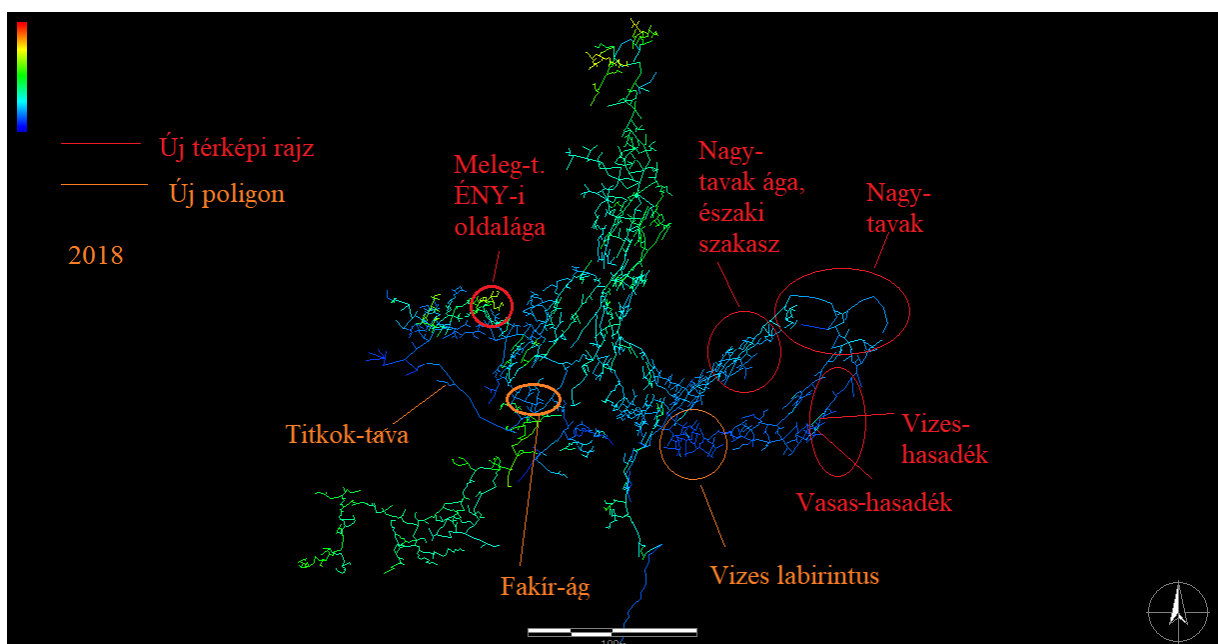 Új térképi rajz
Új poligon
2018
Meleg-t.
ÉNY-i
oldalága
Nagy-
tavak ága,
északi
szakasz
Nagy-
tavak
Titkok-tava
Vizes-
hasadék
Vasas-hasadék
Fakír-ág
Vizes labirintus